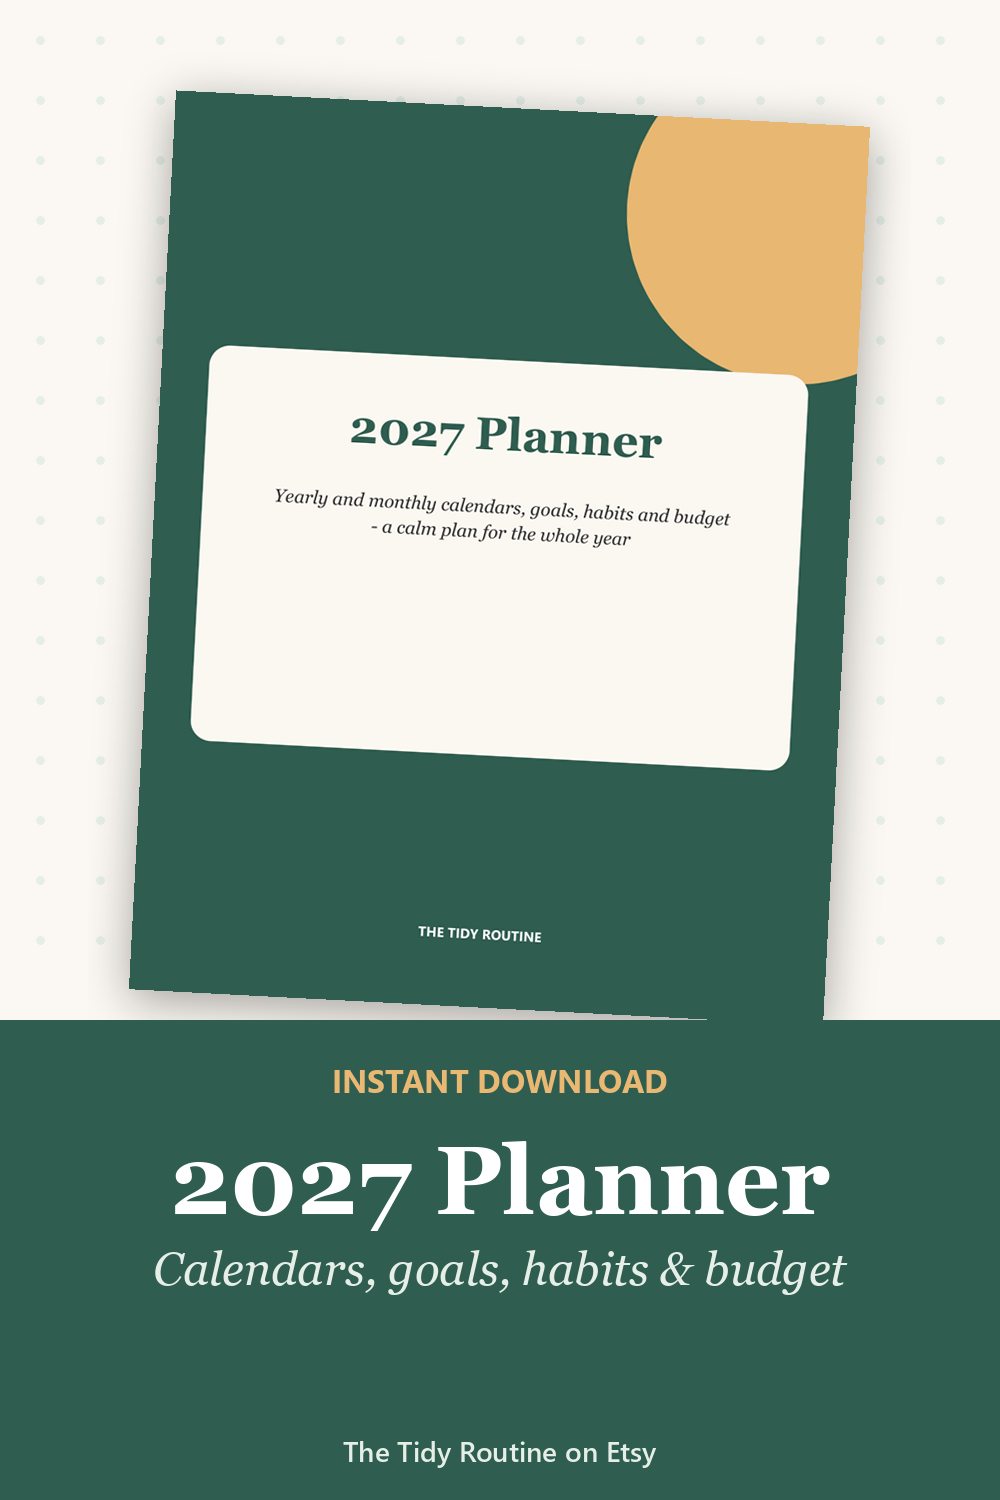 2027 Planner
Yearly and monthly calendars, goals, habits and budget
- a calm plan for the whole year
THE TIDY ROUTINE
INSTANT DOWNLOAD
2027 Planner
Calendars, goals, habits & budget
The Tidy Routine on Etsy